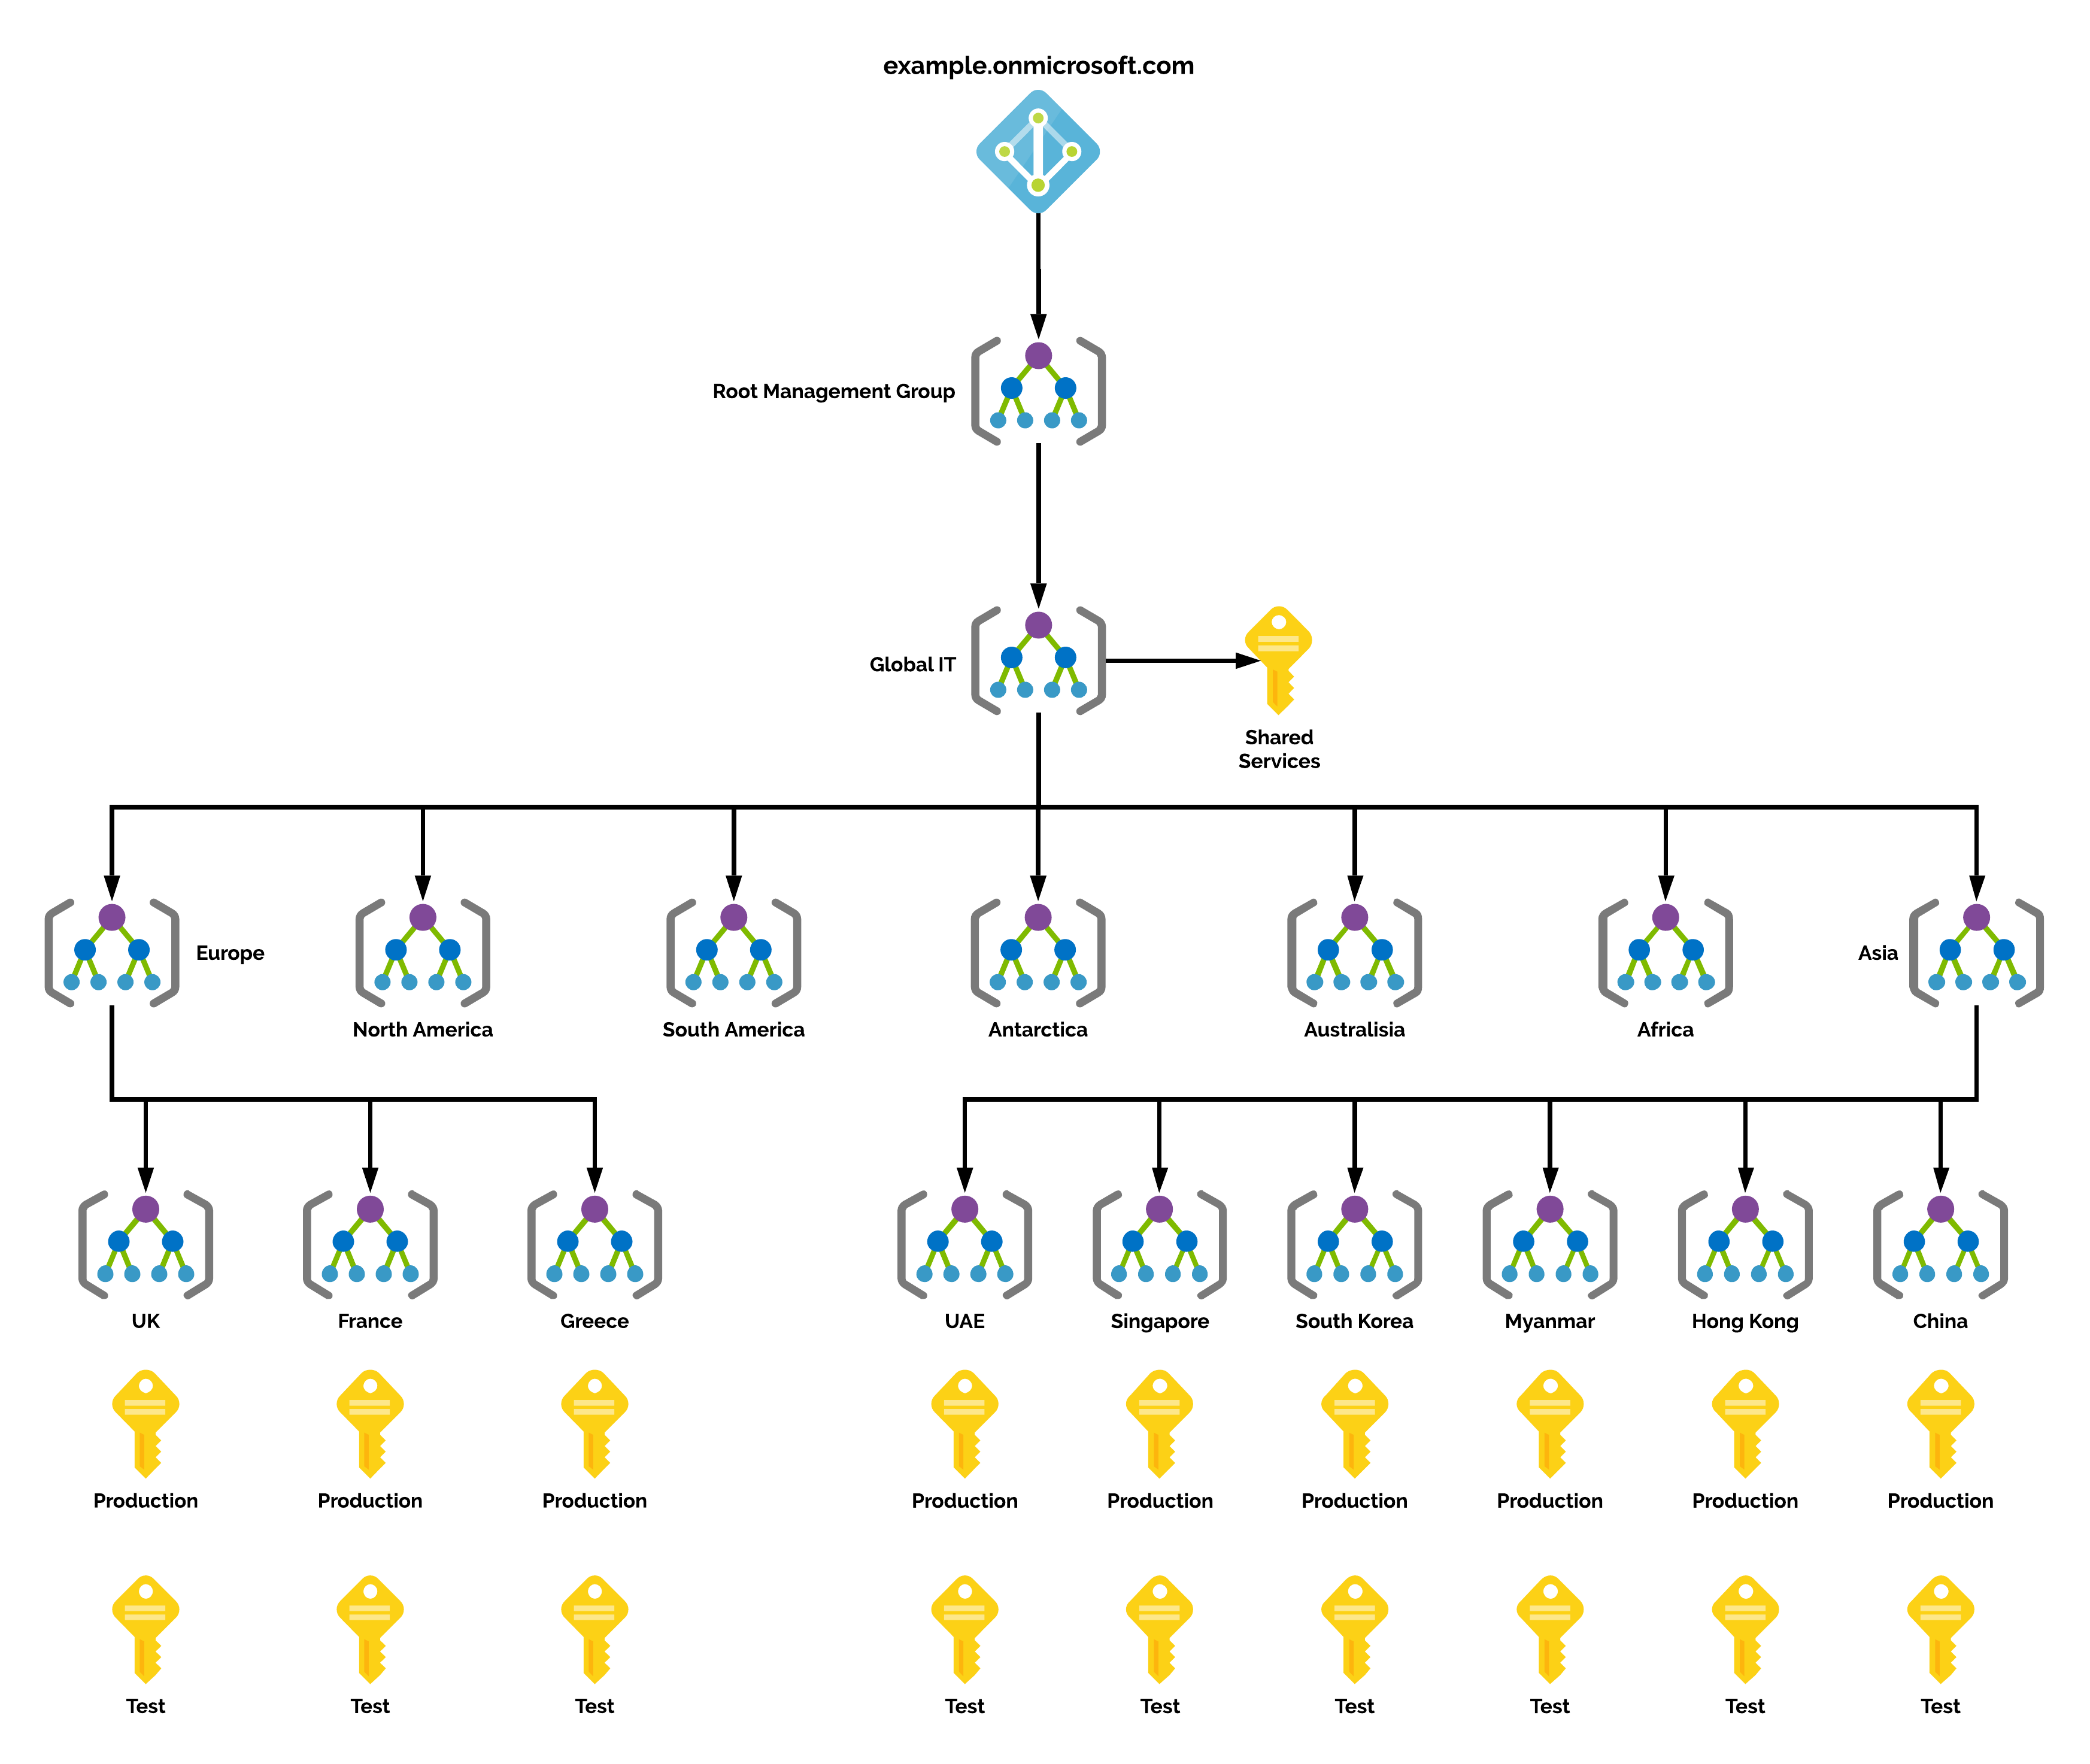 example.onmicrosoft.com
Root Management Group
Global IT
Shared
Services
Europe
Asia
North America
South America
Antarctica
Australisia
Africa
UK
France
Greece
UAE
Singapore
South Korea
Myanmar
Hong Kong
China
Production
Production
Production
Production
Production
Production
Production
Production
Production
Test
Test
Test
Test
Test
Test
Test
Test
Test